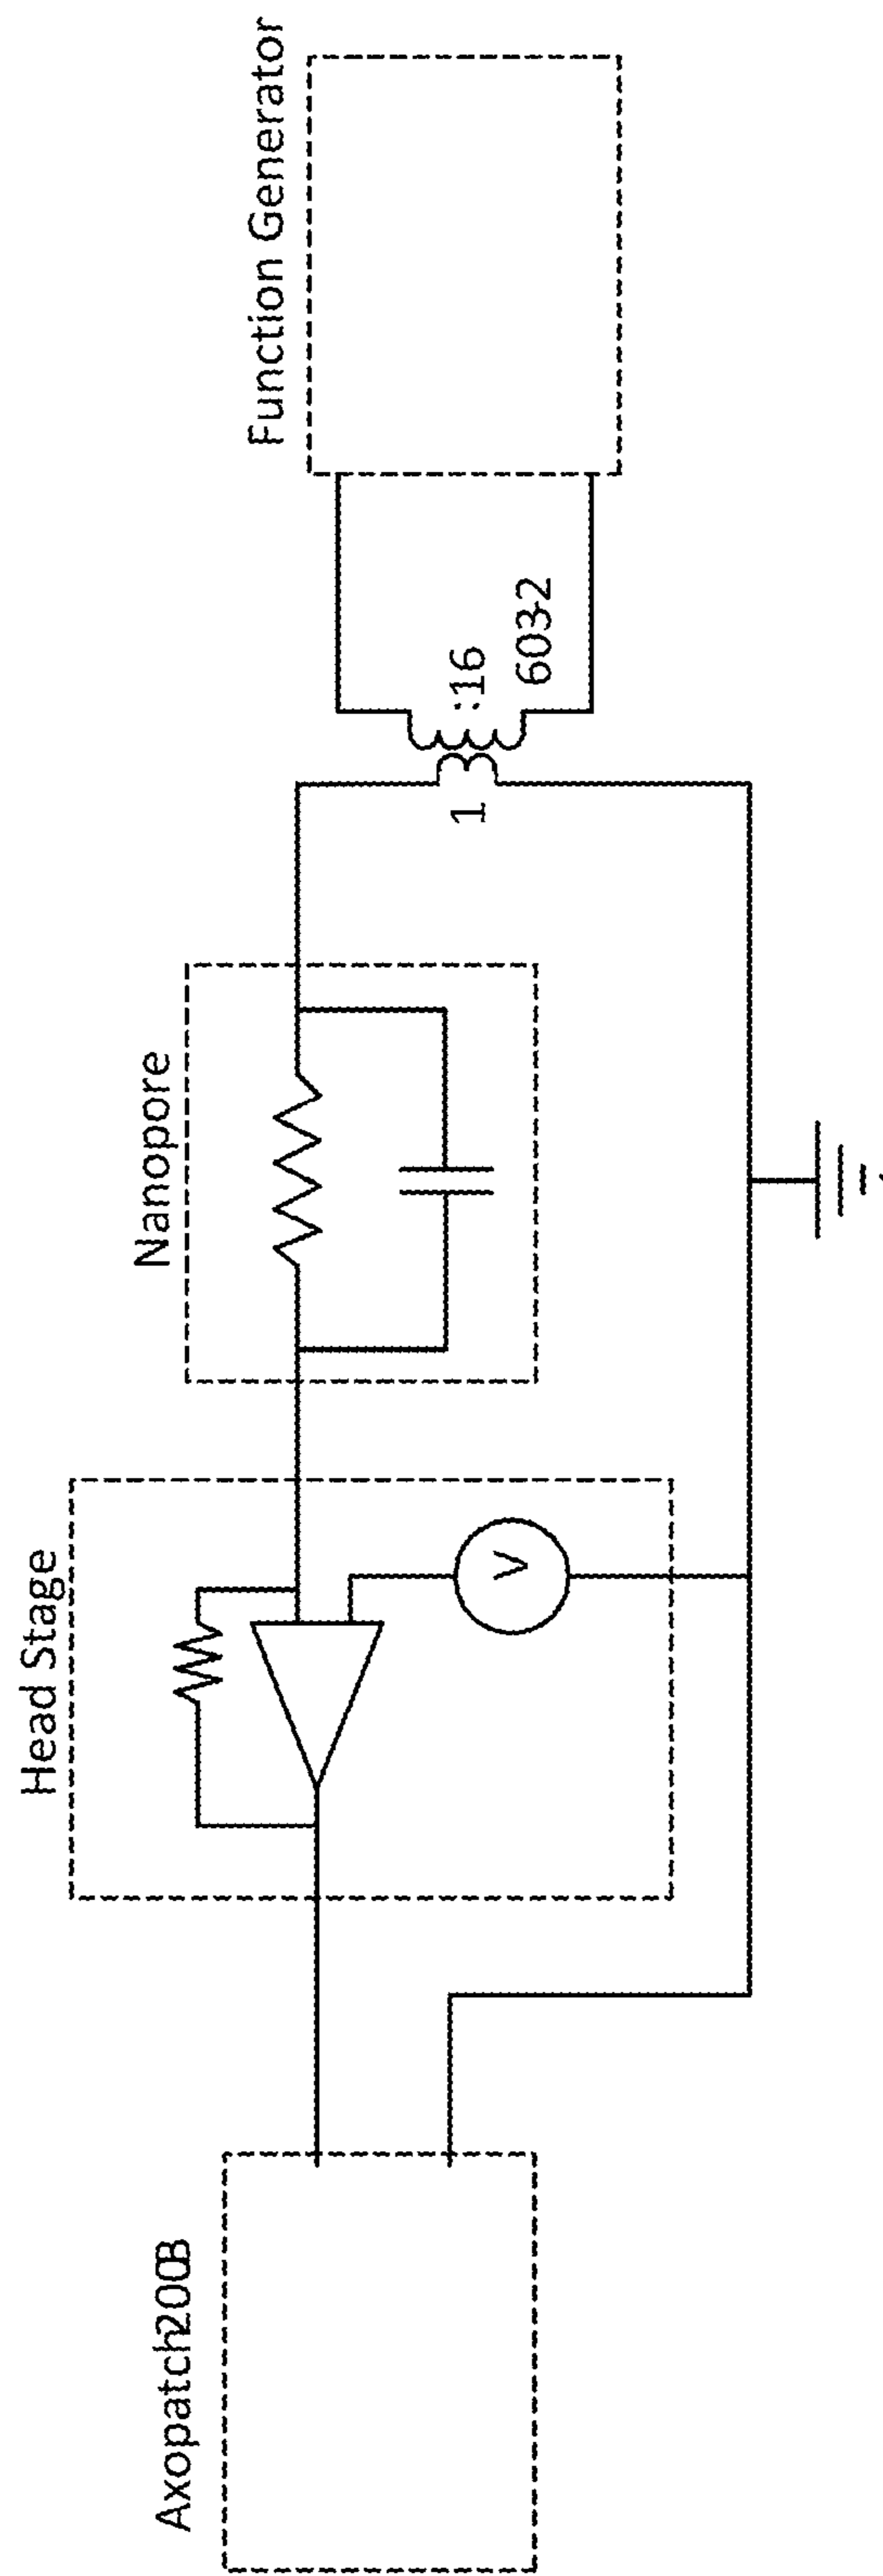 Axopatch200B
Head Stage
V
Nanopore
1
:16
603-2
Function Generator